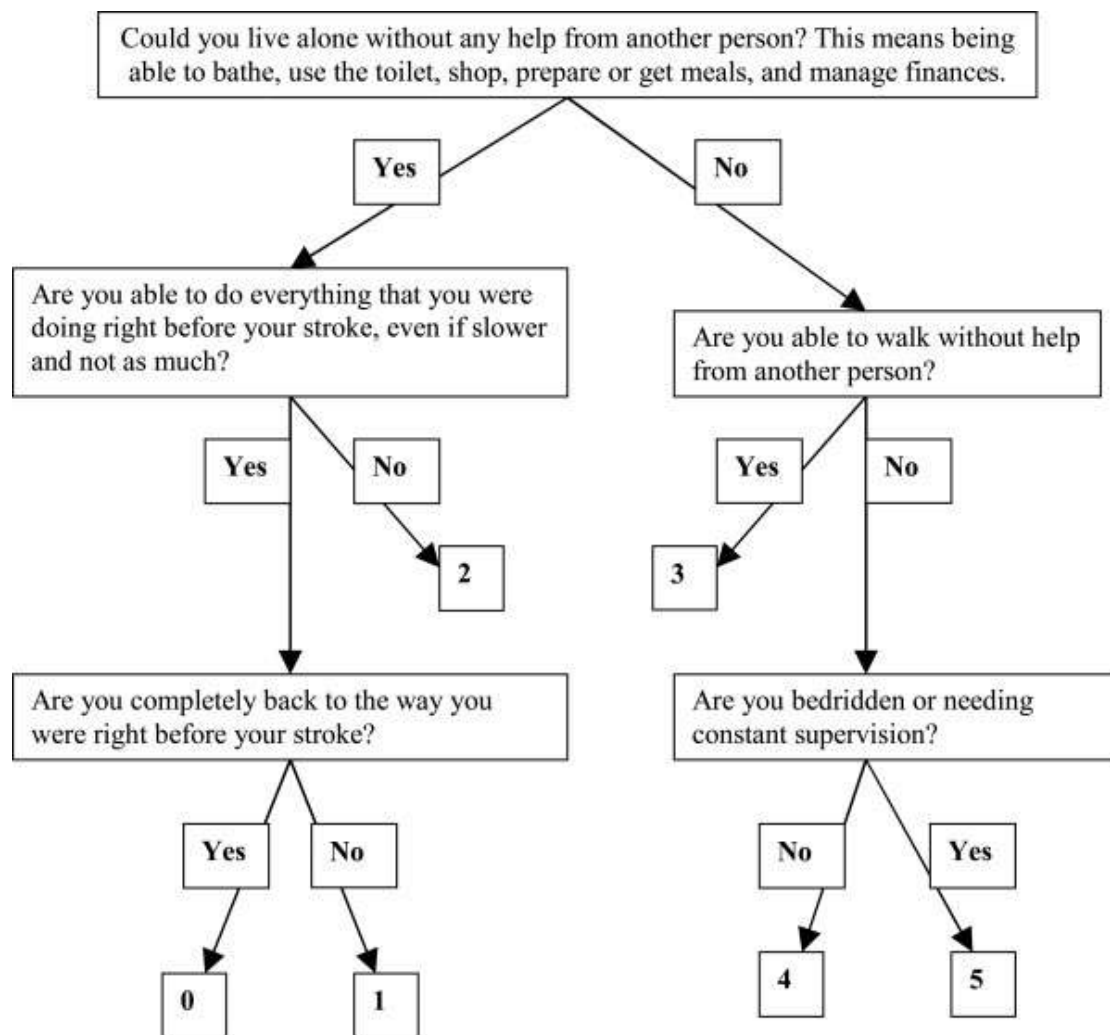 Could you live alone without any help from another person? This means being
able to bathe, use the toilet, shop, prepare or get meals, and manage finances.
Yes
No
Are you able to do everything that you were
doing right before your stroke, even if slower
and not as much?
Are you able to walk without help
from another person?
Yes
No
Yes
No
2
3
Are you completely back to the way you
were right before your stroke?
Are you bedridden or needing
constant supervision?
Yes
No
No
Yes
0
1
4
5